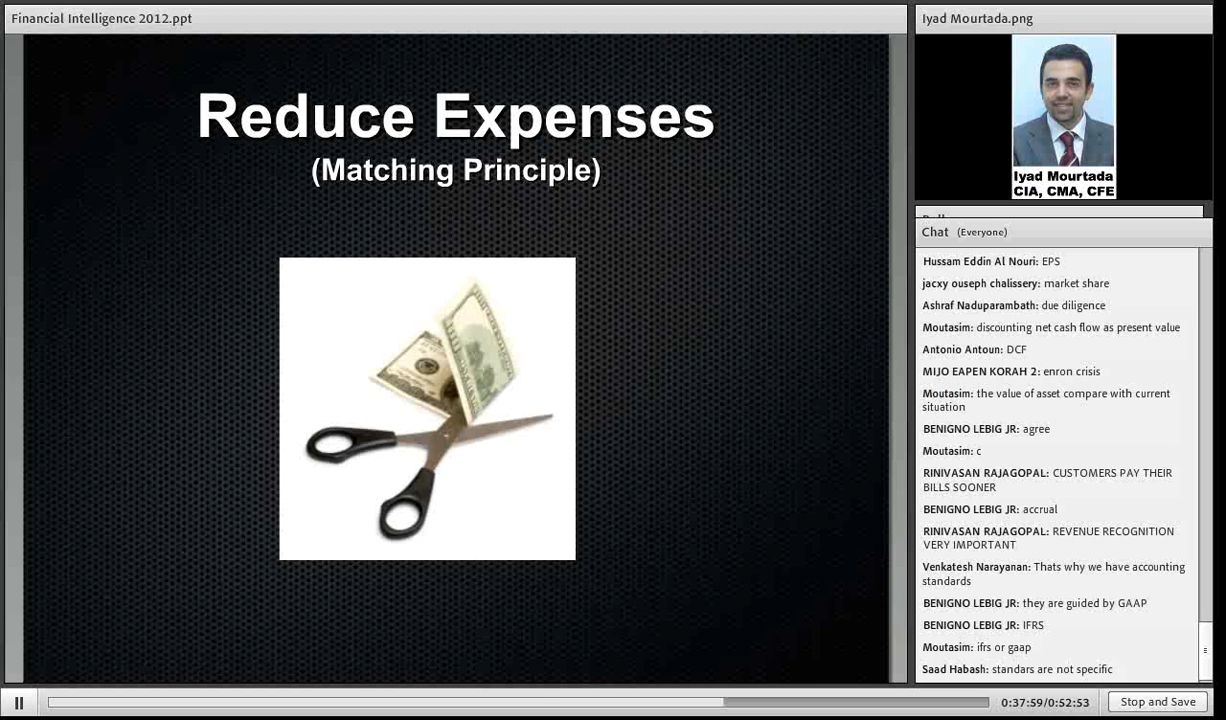 Financial Intelligence 2012.ppt
Reduce Expenses
(Matching Principle)
Iyad Mourtada.png
Iyad Mourtada
CIA, CMA, CFE
Chat (Everyone)
Hussam Eddin Al Nouri: EPS
jacxy ouseph chalissery: market share
Ashraf Naduparambath: due diligence
Moutasim: discounting net cash flow as present value
Antonio Antoun: DCF
MIJO EAPEN KORAH 2: enron crisis
Moutasim: the value of asset compare with current
situation
BENIGNO LEBIG JR: agree
Moutasim: c
RINIVASAN RAJAGOPAL: CUSTOMERS PAY THEIR
BILLS SOONER
BENIGNO LEBIG JR: accrual
RINIVASAN RAJAGOPAL: REVENUE RECOGNITION
VERY IMPORTANT
Venkatesh Narayanan: Thats why we have accounting
standards
BENIGNO LEBIG JR: they are guided by GAAP
BENIGNO LEBIG JR: IFRS
Moutasim: ifrs or gaap
Saad Habash: standars are not specific
0:37:59/0:52:53
Stop and Save